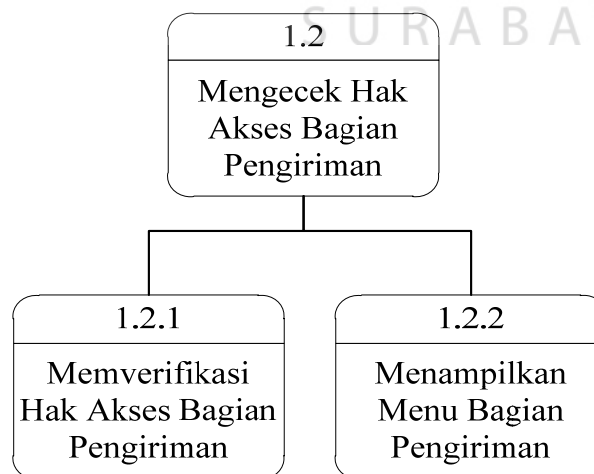 SURABA
1.2
Mengecek Hak
Akses Bagian
Pengiriman
1.2.1
Memverifikasi
Hak Akses Bagian
Pengiriman
1.2.2
Menampilkan
Menu Bagian
Pengiriman